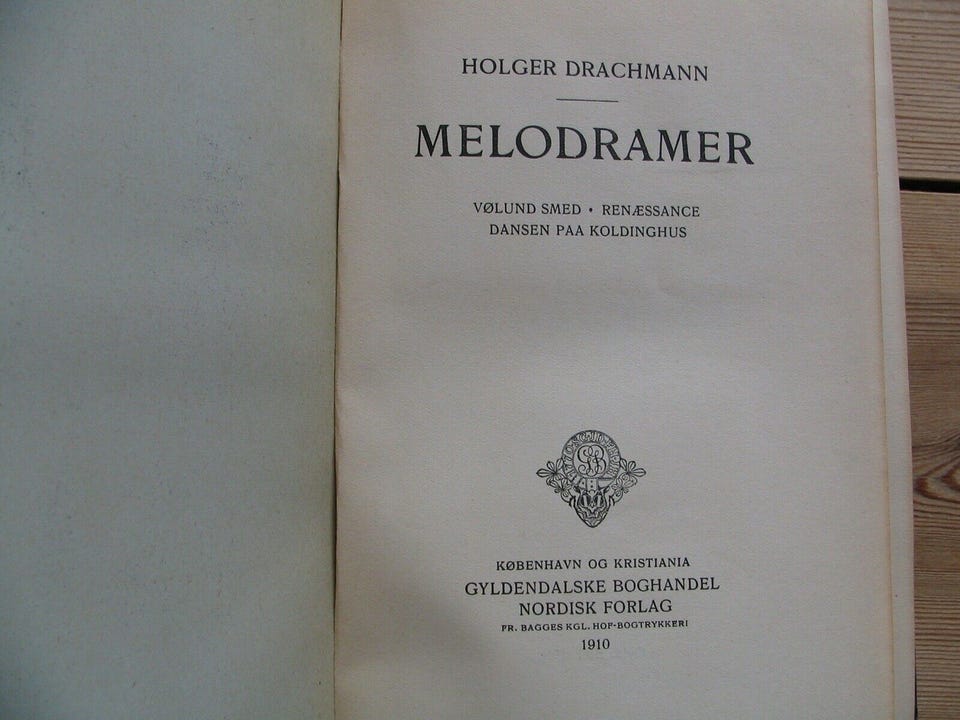 HOLGER DRACHMANN
MELODRAMER
VØLUND SMED • RENÆSSANCE
DANSEN PAA KOLDINGHUS
KØBENHAVN OG KRISTIANIA
GYLDENDALSKE BOGHANDEL
NORDISK FORLAG
FR. BAGGES KGL. HOF-BOGTRYKKERI
1910